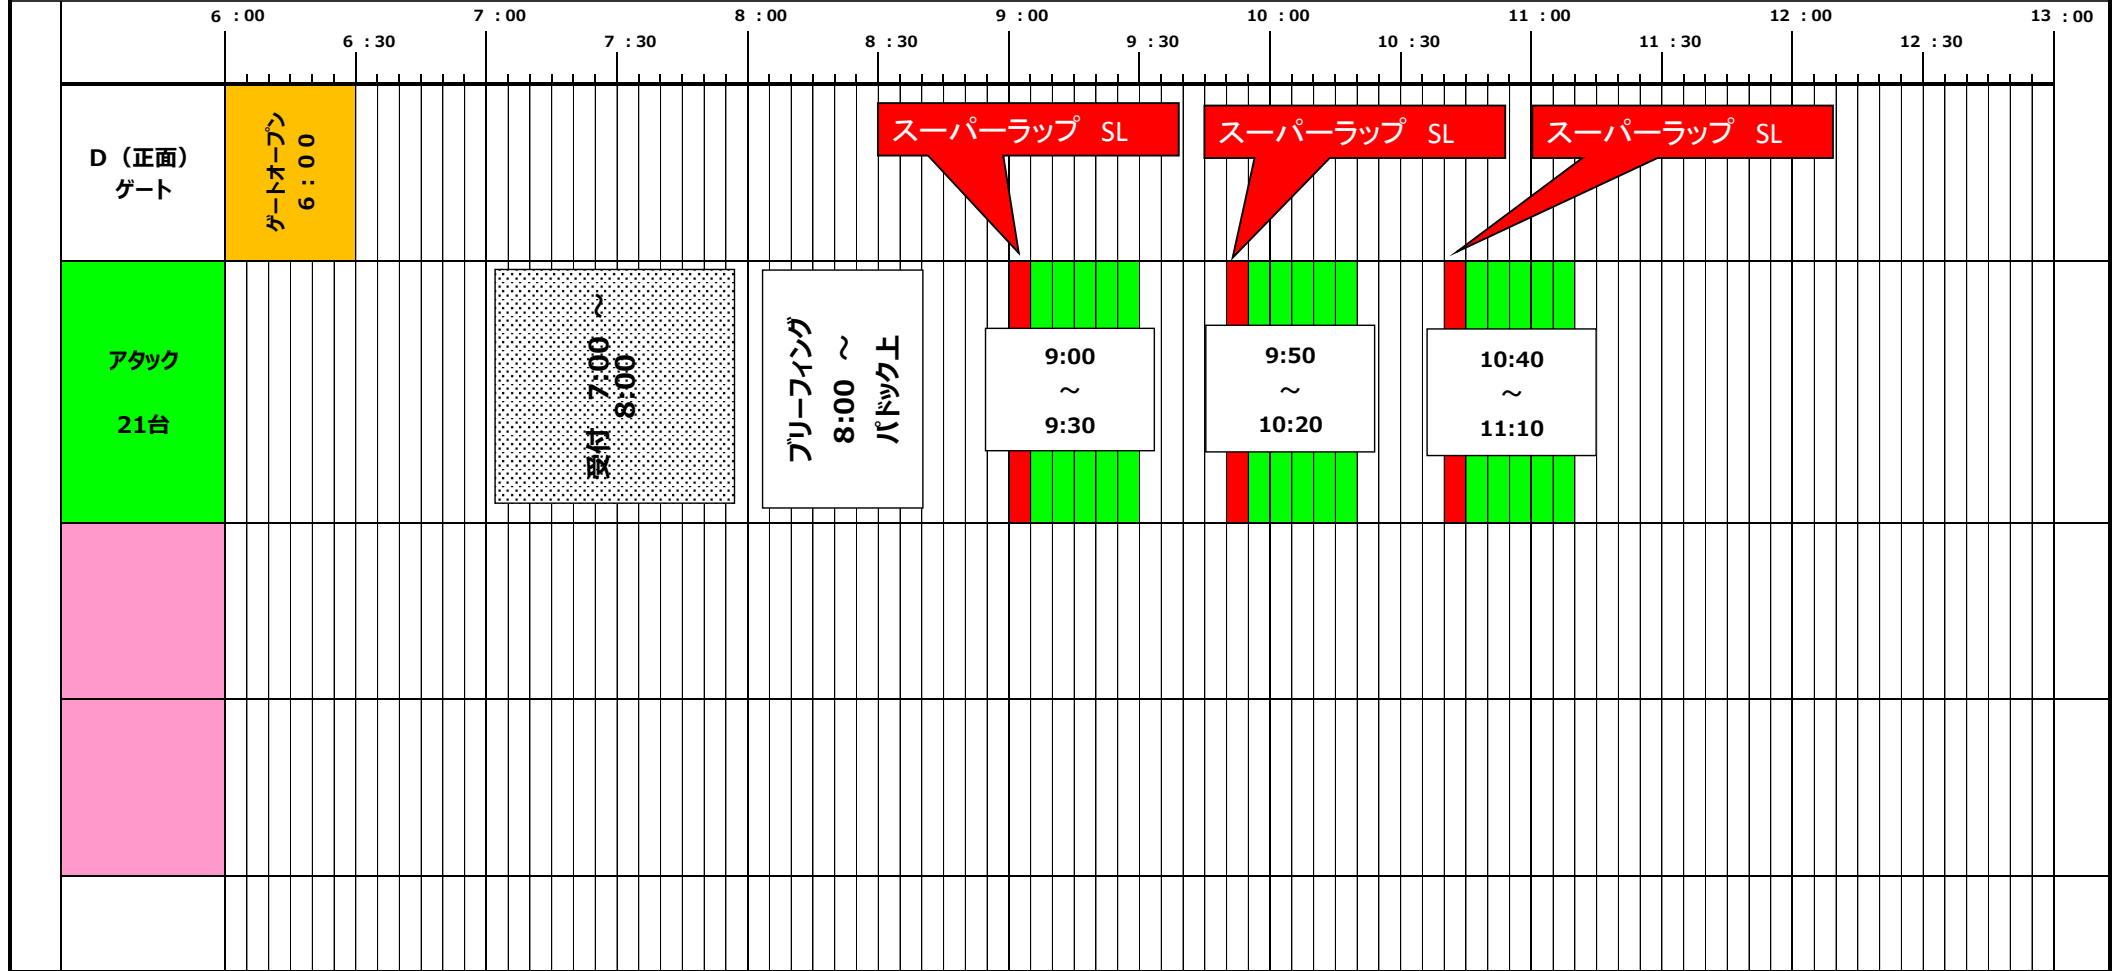 6 :00
7 :00
8 :00
9 :00
10 :00
11 :00
12 :00
13 :00
6 :30
7 :30
8 :30
9 :30
10 :30
11 :30
12 :30
D（正面）
ゲート
ゲートオープン
6:00
スーパーラップ SL
スーパーラップ SL
スーパーラップ SL
アタック
21台
受付 7:00 ～
8:00
ブリーフィング
8:00 ～
パドック上
9:00
～
9:30
9:50
～
10:20
10:40
～
11:10